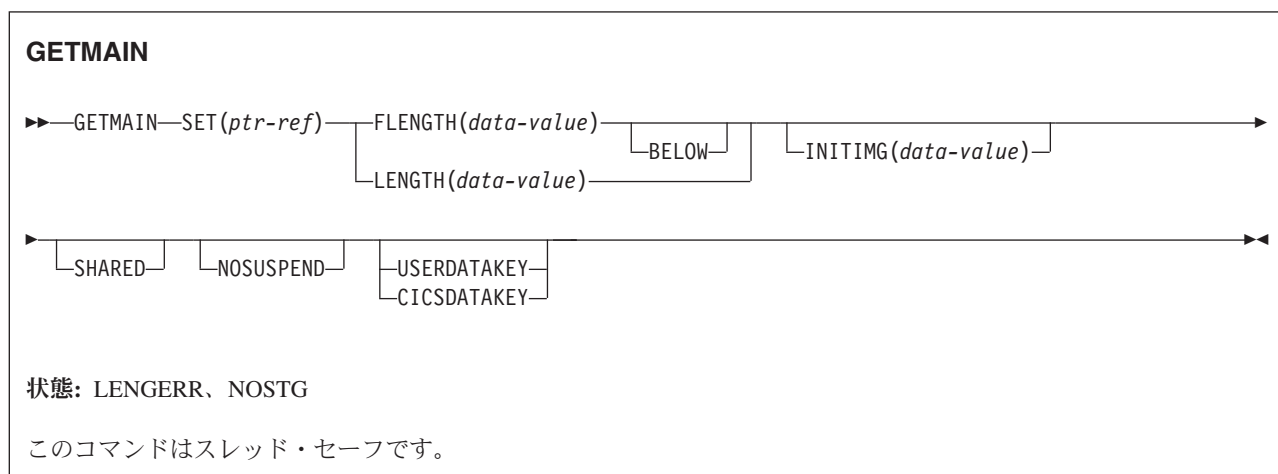 GETMAIN
GETMAIN SET(ptr-ref) FLENGTH(data-value)
BELOW INITIMG(data-value)
LENGTH(data-value)
SHARED NOSUSPEND USERDATAKEY
CICSDATAKEY
状態: LENGERR、NOSTG
このコマンドはスレッド・セーフです。